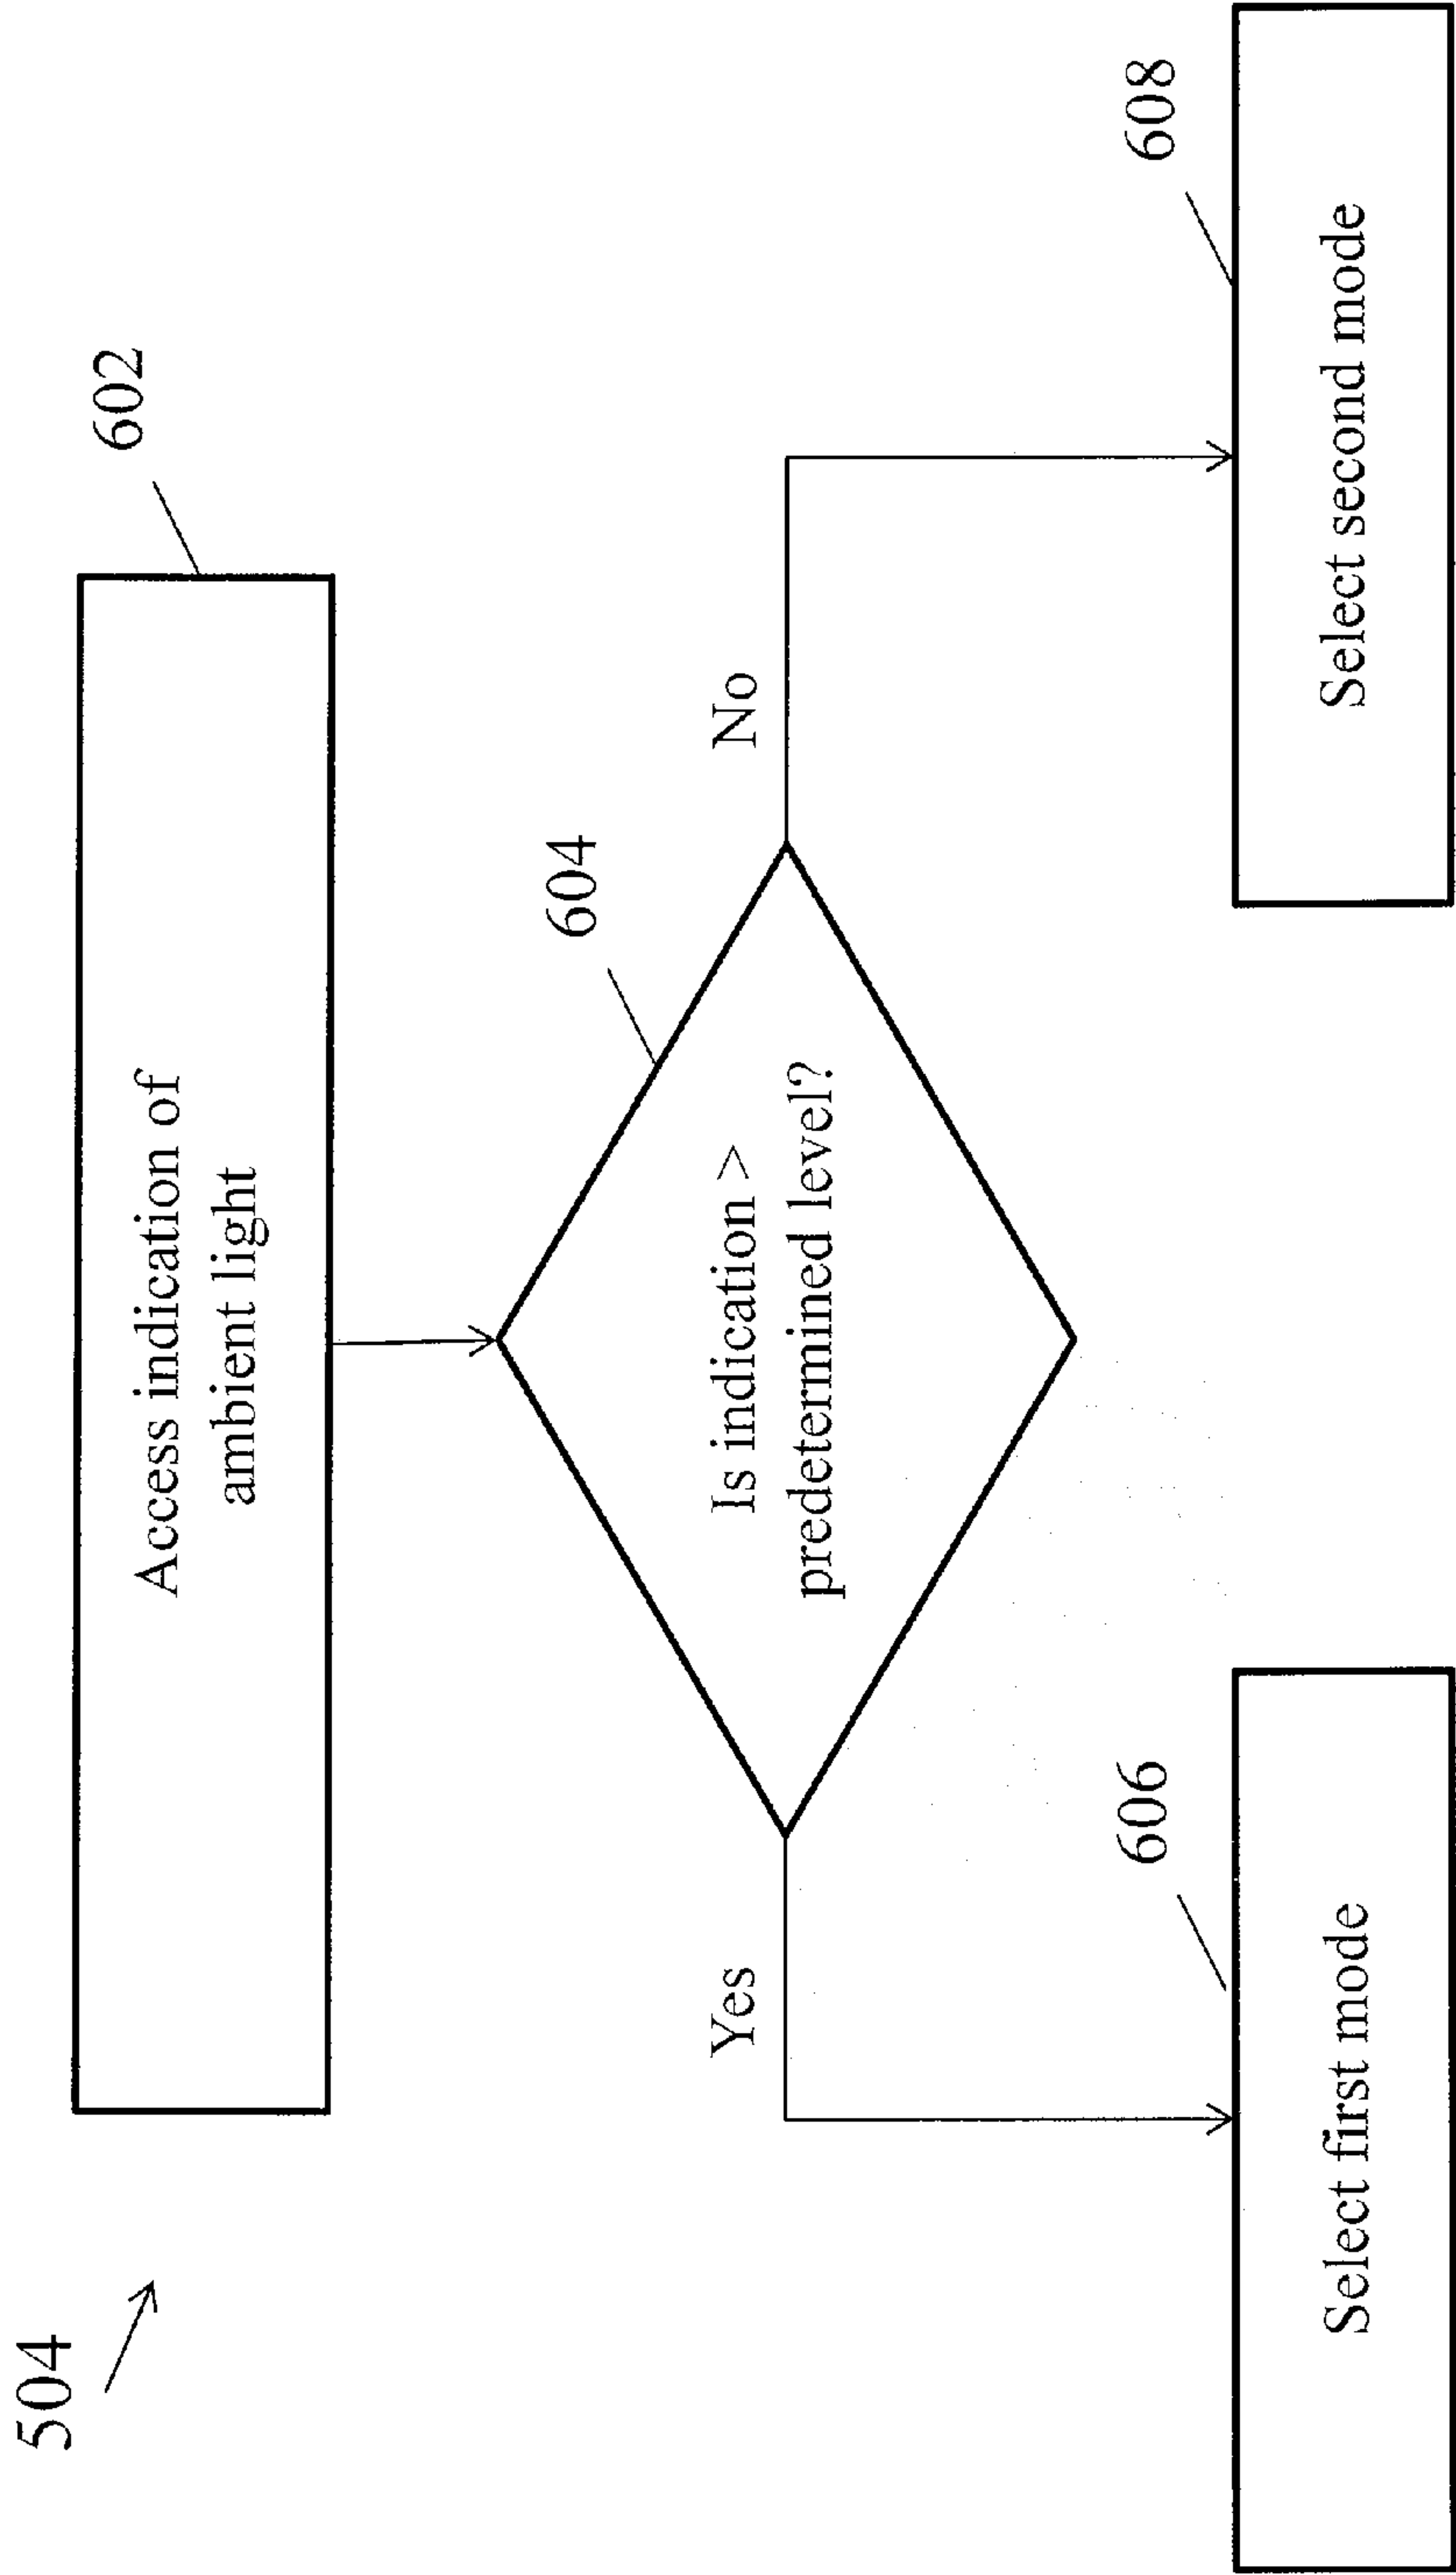 504
602
Access indication of
ambient light
604
Is indication >
predetermined level?
Yes
No
606
Select first mode
608
Select second mode